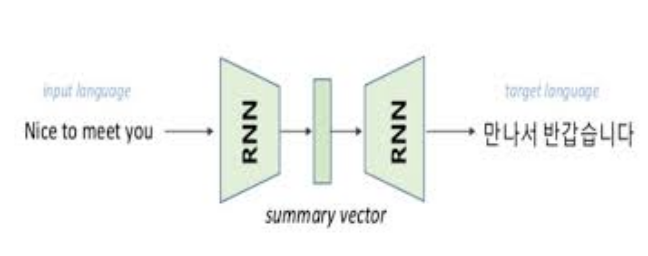 input language
Nice to meet you
RNN
summary vector
RNN
target language
만나서 반갑습니다